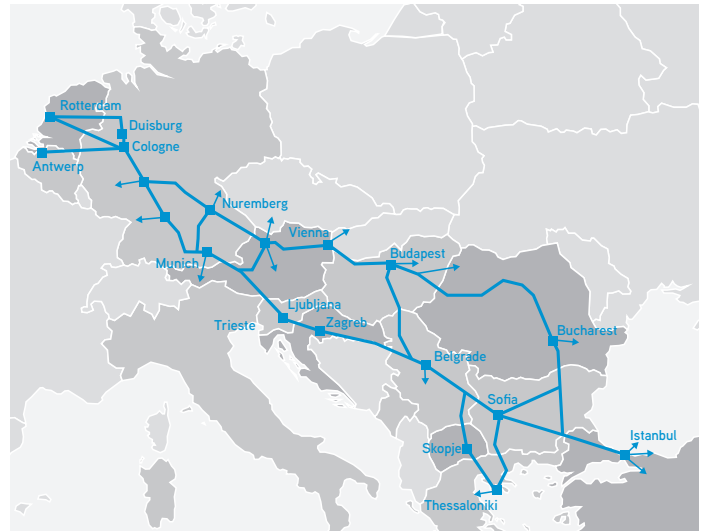 Rotterdam
Duisburg
Cologne
Antwerp
Nuremberg
Vienna
Budapest
Munich
Ljubljana
Trieste
Zagreb
Bucharest
Belgrade
Sofia
Istanbul
Skopje
Thessaloniki